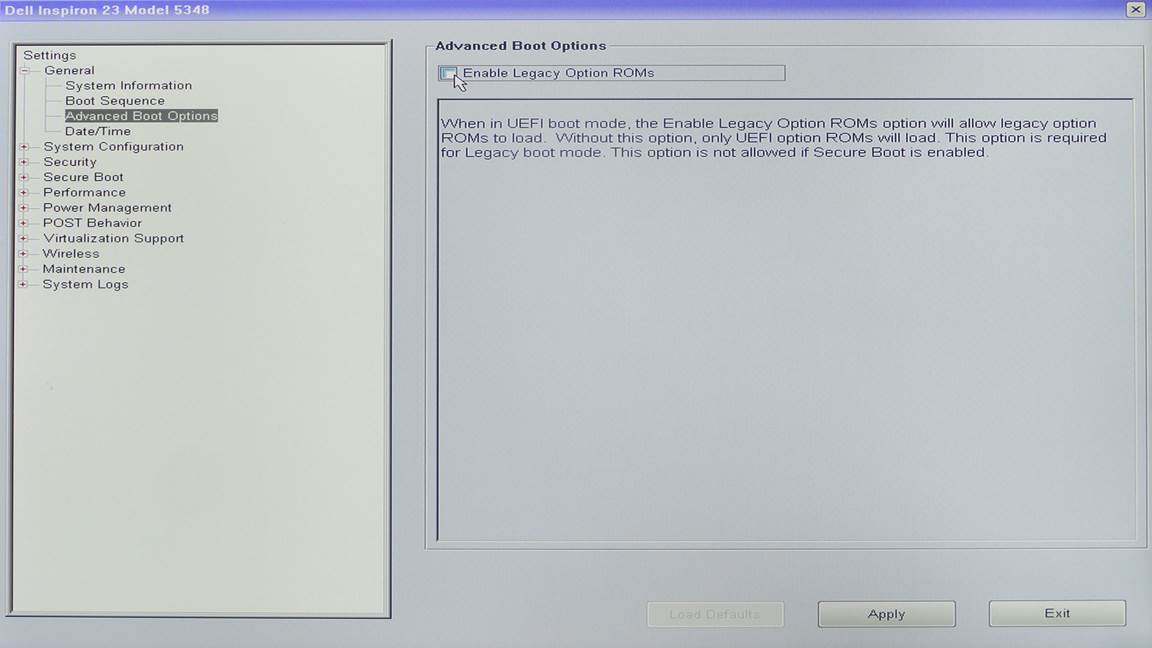 Dell Inspiron 23 Model 5348
Settings
General
System Information
Boot Sequence
Advanced Boot Options
Date/Time
System Configuration
Security
Secure Boot
Performance
Power Management
POST Behavior
Virtualization Support
Wireless
Maintenance
System Logs
Advanced Boot Options
Enable Legacy Option ROMs
When in UEFI boot mode, the Enable Legacy Option ROMs option will allow legacy option
ROMs to load.  Without this option, only UEFI option ROMs will load. This option is required
for Legacy boot mode. This option is not allowed if Secure Boot is enabled.
Load Defaults
Apply
Exit